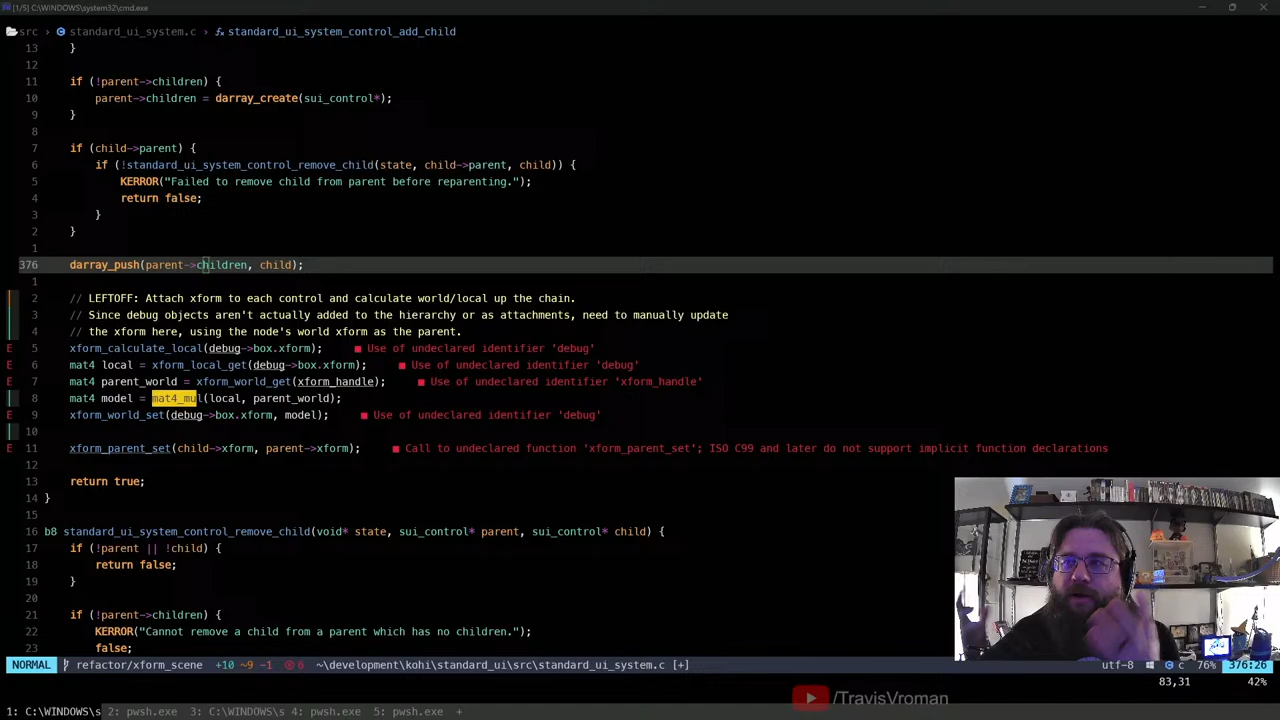 [1/5] C:\WINDOWS\system32\cmd.exe
src > standard_ui_system.c > standard_ui_system_control_add_child
13 }
12
11 if (!parent->children) {
10 parent->children = darray_create(sui_control*);
9 }
8
7 if (child->parent) {
6 if (!standard_ui_system_control_remove_child(state, child->parent, child)) {
5 KERROR("Failed to remove child from parent before reparenting.");
4 return false;
3 }
2 }
1
376 darray_push(parent->children, child);
1
2 // LEFTOFF: Attach xform to each control and calculate world/local up the chain.
3 // Since debug objects aren't actually added to the hierarchy or as attachments, need to manually update
4 // the xform here, using the node's world xform as the parent.
E 5 xform_calculate_local(debug->box.xform); ■ Use of undeclared identifier 'debug'
E 6 mat4 local = xform_local_get(debug->box.xform); ■ Use of undeclared identifier 'debug'
E 7 mat4 parent_world = xform_world_get(xform_handle); ■ Use of undeclared identifier 'xform_handle'
8 mat4 model = mat4_mul(local, parent_world);
E 9 xform_world_set(debug->box.xform, model); ■ Use of undeclared identifier 'debug'
10
E 11 xform_parent_set(child->xform, parent->xform); ■ Call to undeclared function 'xform_parent_set'; ISO C99 and later do not support implicit function declarations
12
13 return true;
14 }
15
16 b8 standard_ui_system_control_remove_child(void* state, sui_control* parent, sui_control* child) {
17 if (!parent || !child) {
18 return false;
19 }
20
21 if (!parent->children) {
22 KERROR("Cannot remove a child from a parent which has no children.");
23 false;
NORMAL refactor/xform_scene +10 ~9 -1 6 ~\development\kohi\standard_ui\src\standard_ui_system.c [+] utf-8 c 76% 376:26
83,31 42%
/TravisVroman
1: C:\WINDOWS\s 2: pwsh.exe 3: C:\WINDOWS\s 4: pwsh.exe 5: pwsh.exe +